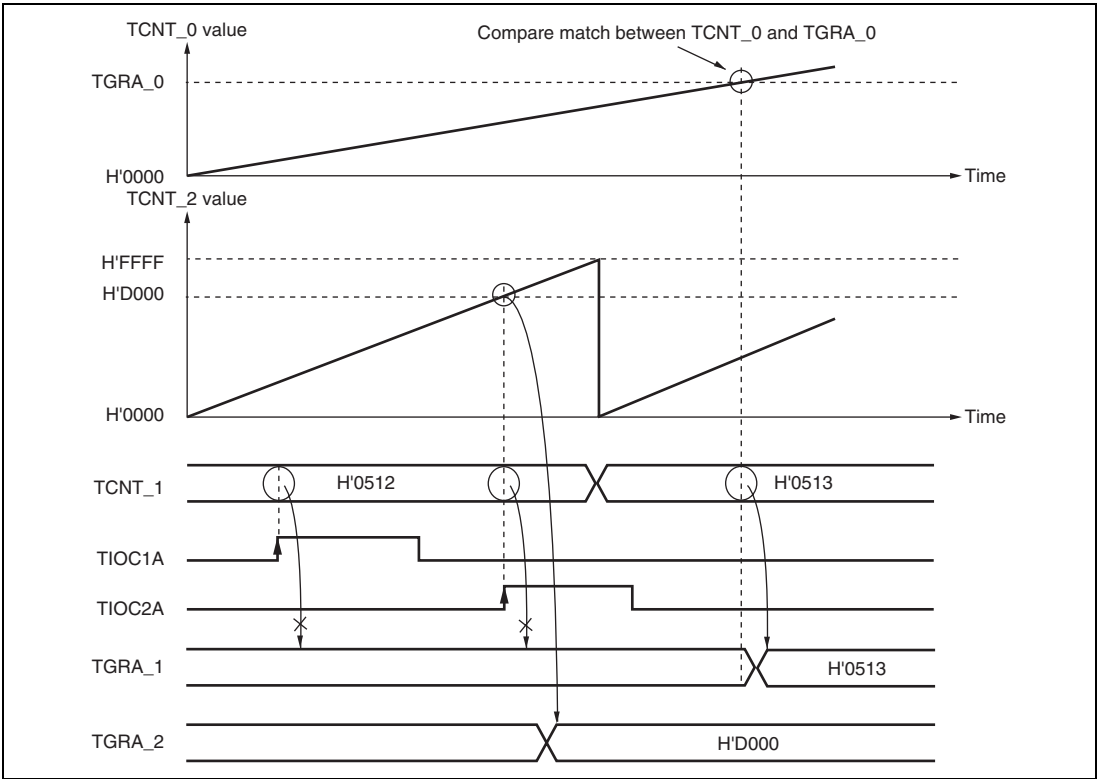 TCNT_0 value
Compare match between TCNT_0 and TGRA_0
TGRA_0
H'0000
Time
TCNT_2 value
H'FFFF
H'D000
H'0000
Time
TCNT_1
H'0512
H'0513
TIOC1A
TIOC2A
TGRA_1
H'0513
TGRA_2
H'D000